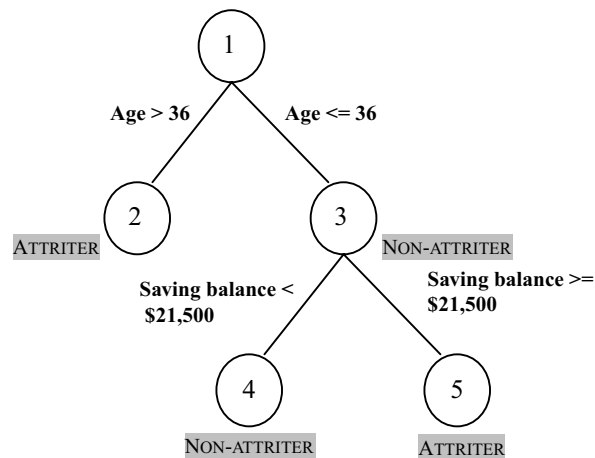 1
Age > 36
Age <= 36
2
3
ATTRITER
NON-ATTRITER
Saving balance <
$21,500
Saving balance >=
$21,500
4
5
NON-ATTRITER
ATTRITER